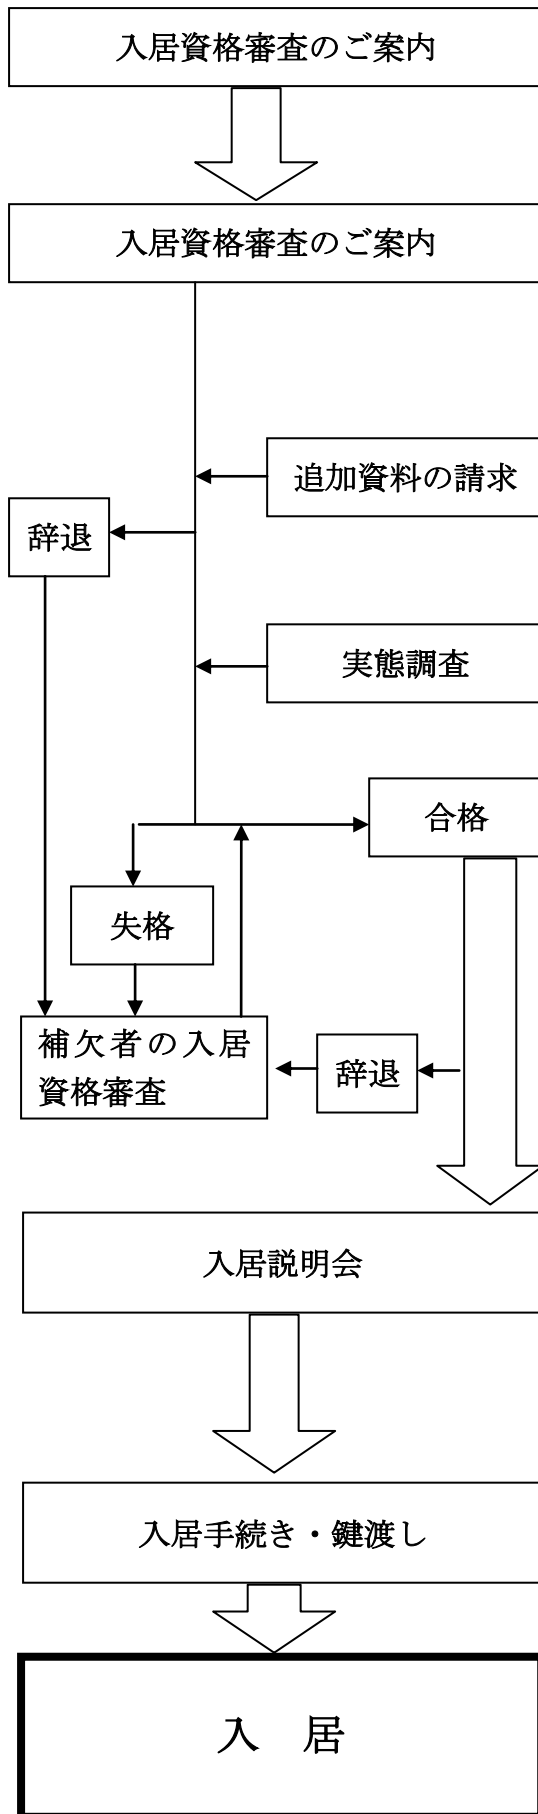 入居資格審査のご案内
入居資格審査のご案内
追加資料の請求
辞退
実態調査
合格
失格
補欠者の入居
資格審査
辞退
入居説明会
入居手続き・鍵渡し
入　居